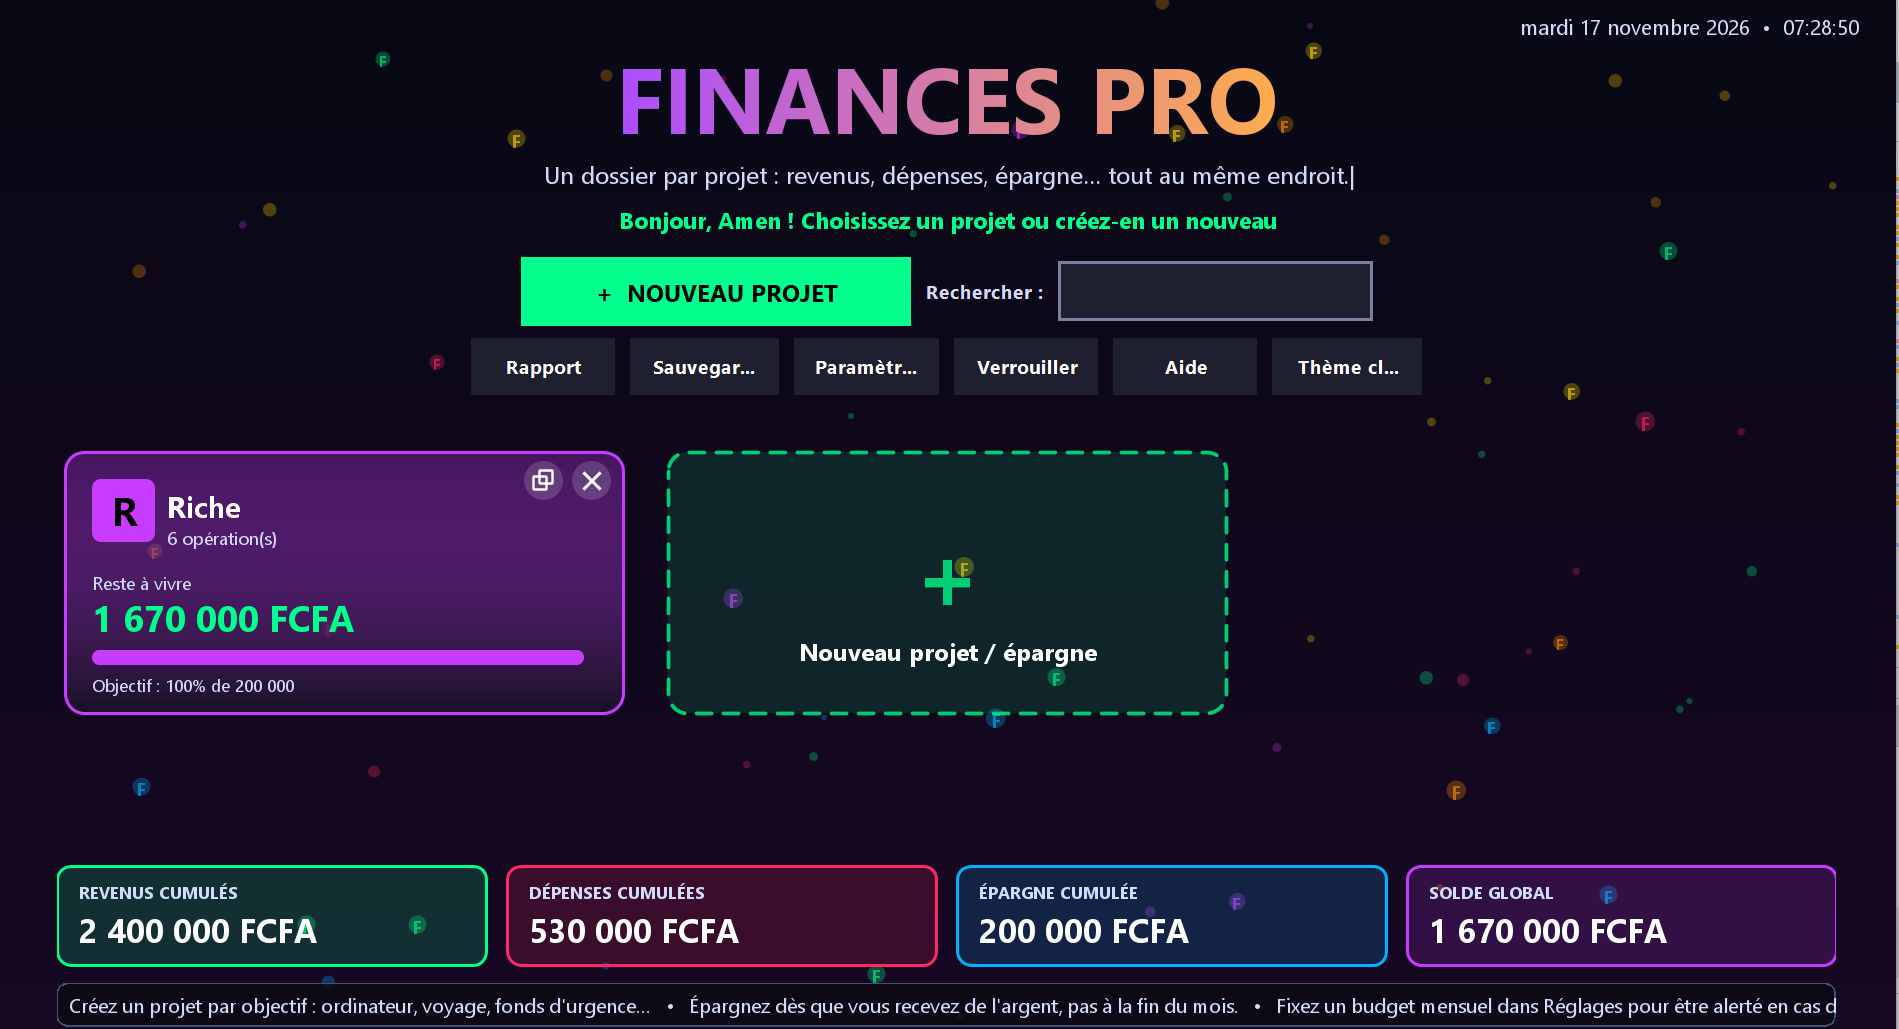 mardi 17 novembre 2026 • 07:28:50
FINANCES PRO
Un dossier par projet : revenus, dépenses, épargne... tout au même endroit.|
Bonjour, Amen ! Choisissez un projet ou créez-en un nouveau
+ NOUVEAU PROJET
Rechercher :
Rapport
Sauvegar...
Paramètr...
Verrouiller
Aide
Thème cl...
R
Riche
6 opération(s)
Reste à vivre
1 670 000 FCFA
Objectif : 100% de 200 000
+
Nouveau projet / épargne
REVENUS CUMULÉS
2 400 000 FCFA
DÉPENSES CUMULÉES
530 000 FCFA
ÉPARGNE CUMULÉE
200 000 FCFA
SOLDE GLOBAL
1 670 000 FCFA
Créez un projet par objectif : ordinateur, voyage, fonds d'urgence... • Épargnez dès que vous recevez de l'argent, pas à la fin du mois. • Fixez un budget mensuel dans Réglages pour être alerté en cas d